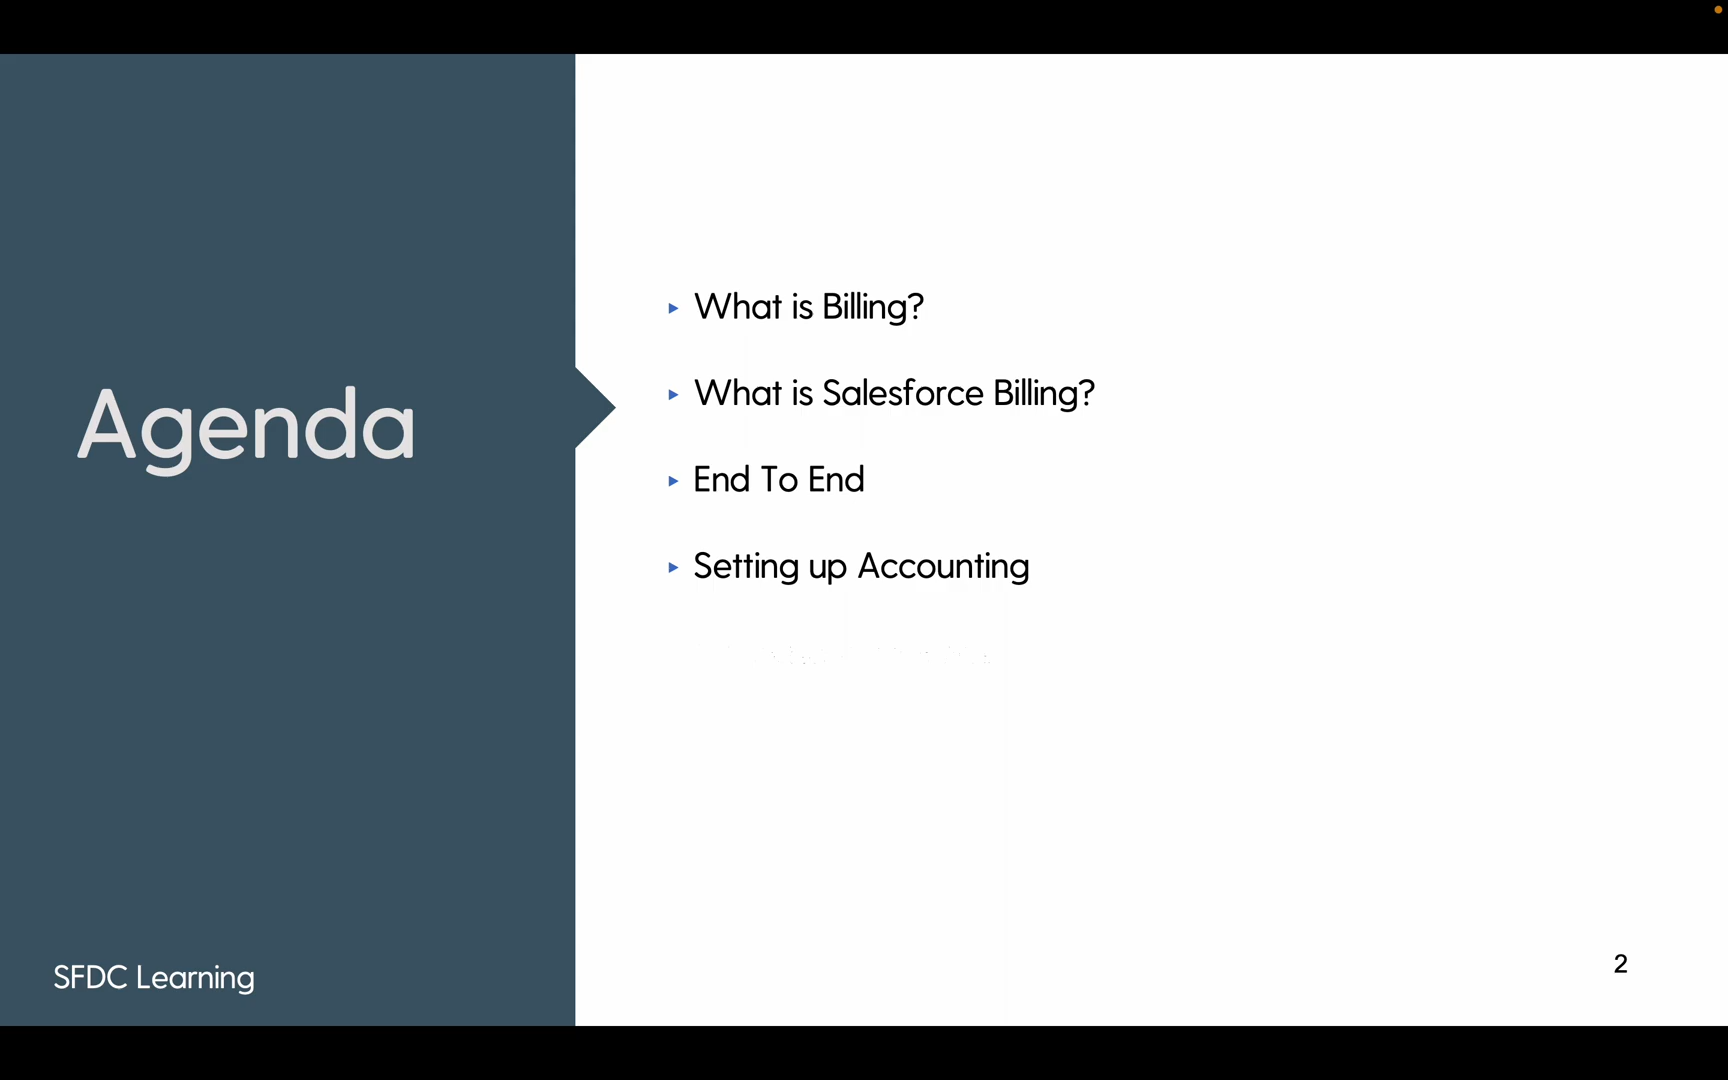 Agenda
What is Billing?
What is Salesforce Billing?
End To End
Setting up Accounting
SFDC Learning
2